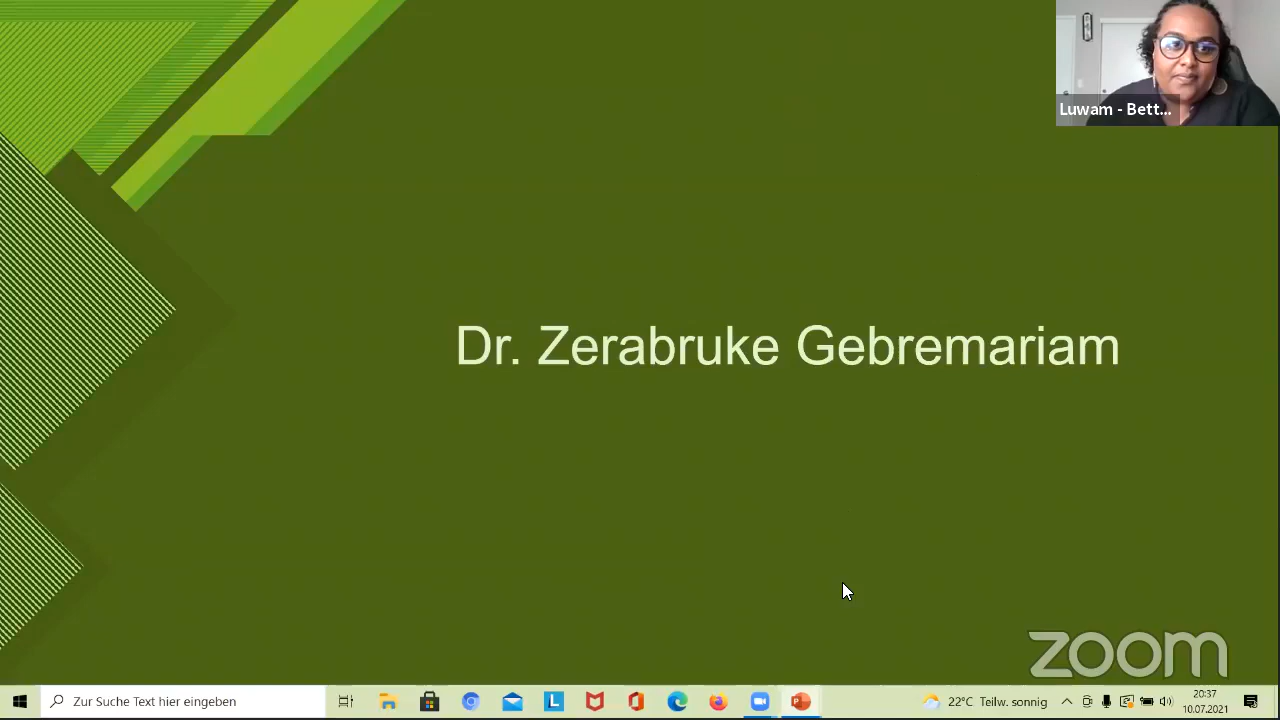 Luwam - Bett...
Dr. Zerabruke Gebremariam
zoom
Zur Suche Text hier eingeben
22°C Teilw. sonnig
20:37
10.07.2021